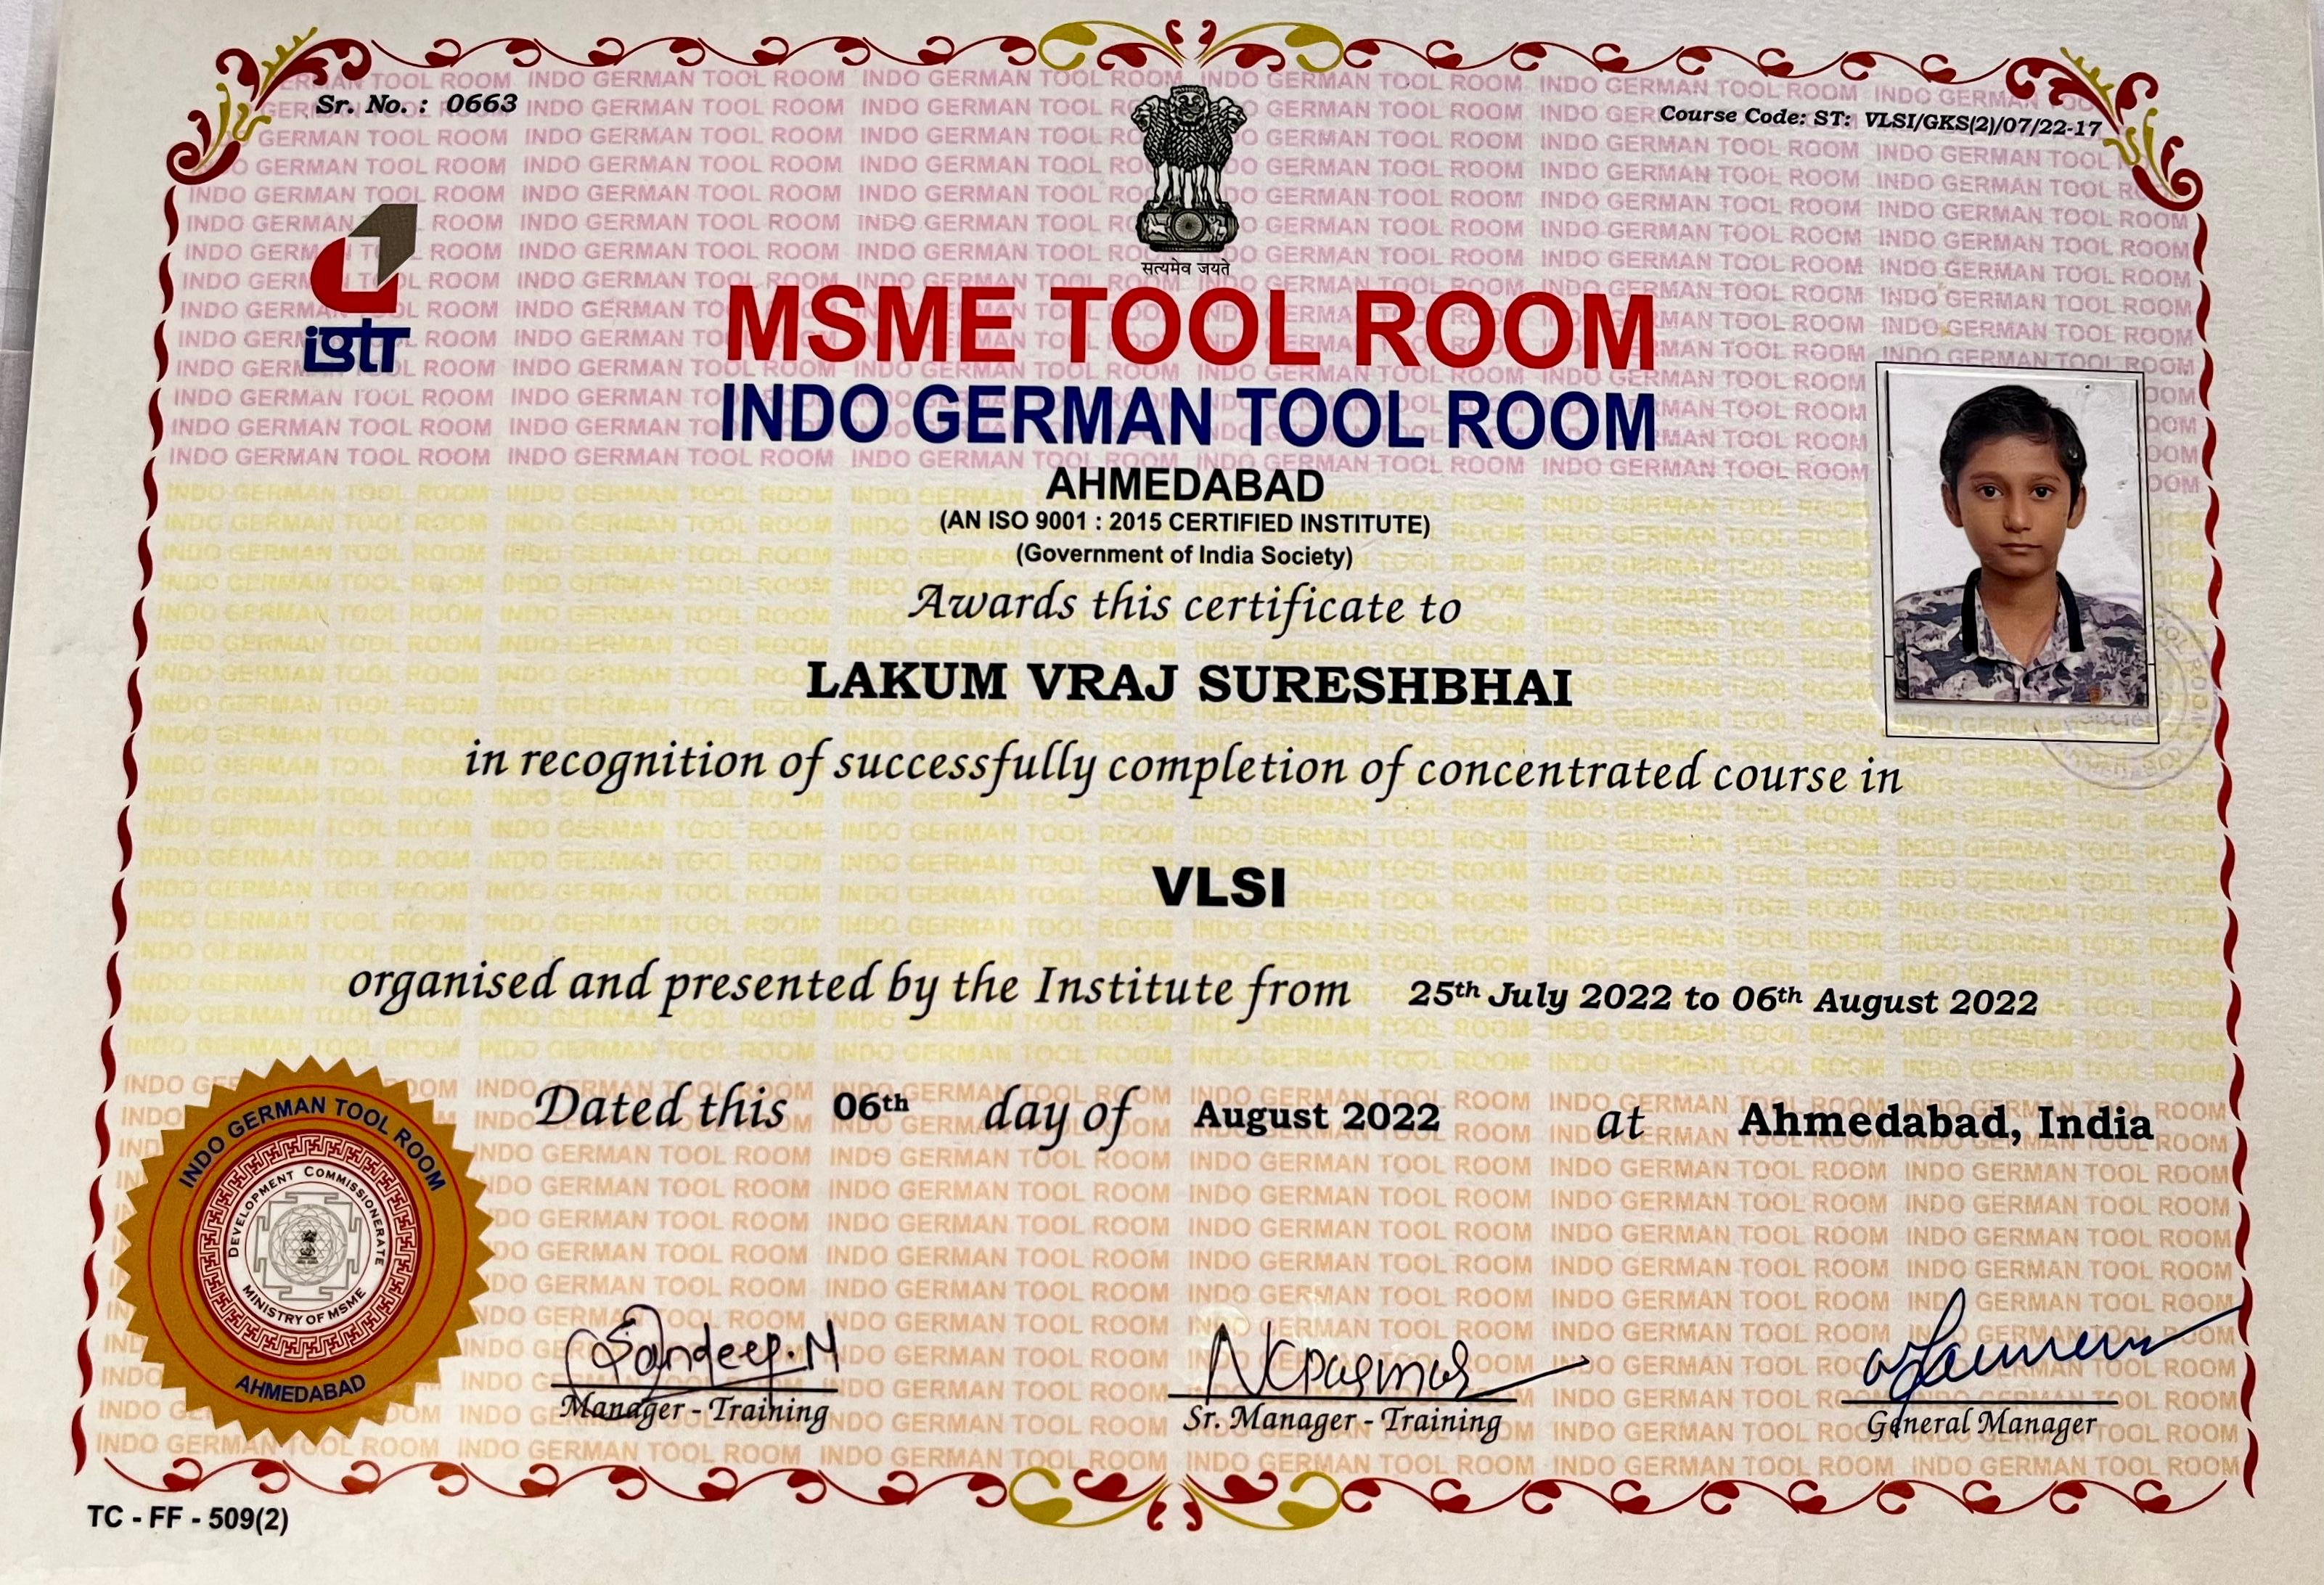 Sr. No. : 0663
Course Code: ST: VLSI/GKS(2)/07/22-17
सत्यमेव जयते
igtr
MSME TOOL ROOM
INDO GERMAN TOOL ROOM
AHMEDABAD
(AN ISO 9001 : 2015 CERTIFIED INSTITUTE)
(Government of India Society)
Awards this certificate to
LAKUM VRAJ SURESHBHAI
in recognition of successfully completion of concentrated course in
VLSI
organised and presented by the Institute from 25th July 2022 to 06th August 2022
Dated this 06th day of August 2022 at Ahmedabad, India
INDO GERMAN TOOL ROOM
DEVELOPMENT COMMISSIONERATE
MINISTRY OF MSME
AHMEDABAD
Sandeep.N
Manager - Training
Sr. Manager - Training
General Manager
TC - FF - 509(2)